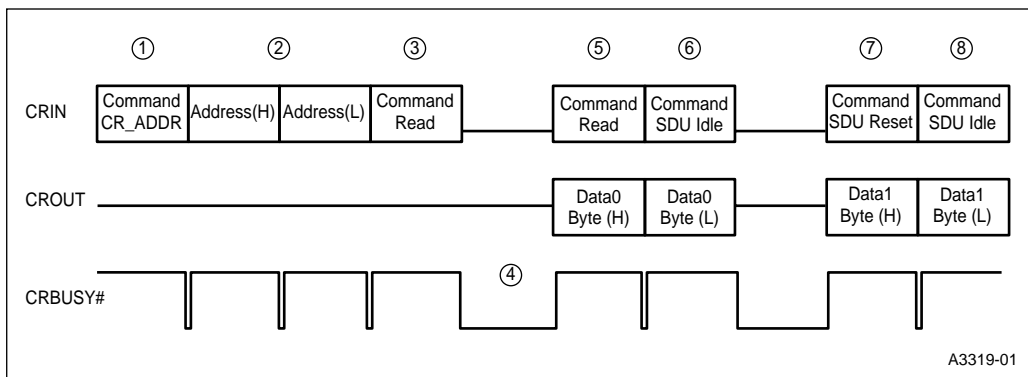 ① ② ③ ⑤ ⑥ ⑦ ⑧
CRIN
Command
CR_ADDR
Address(H)
Address(L)
Command
Read
Command
Read
Command
SDU Idle
Command
SDU Reset
Command
SDU Idle
CROUT
Data0
Byte (H)
Data0
Byte (L)
Data1
Byte (H)
Data1
Byte (L)
④
CRBUSY#
A3319-01